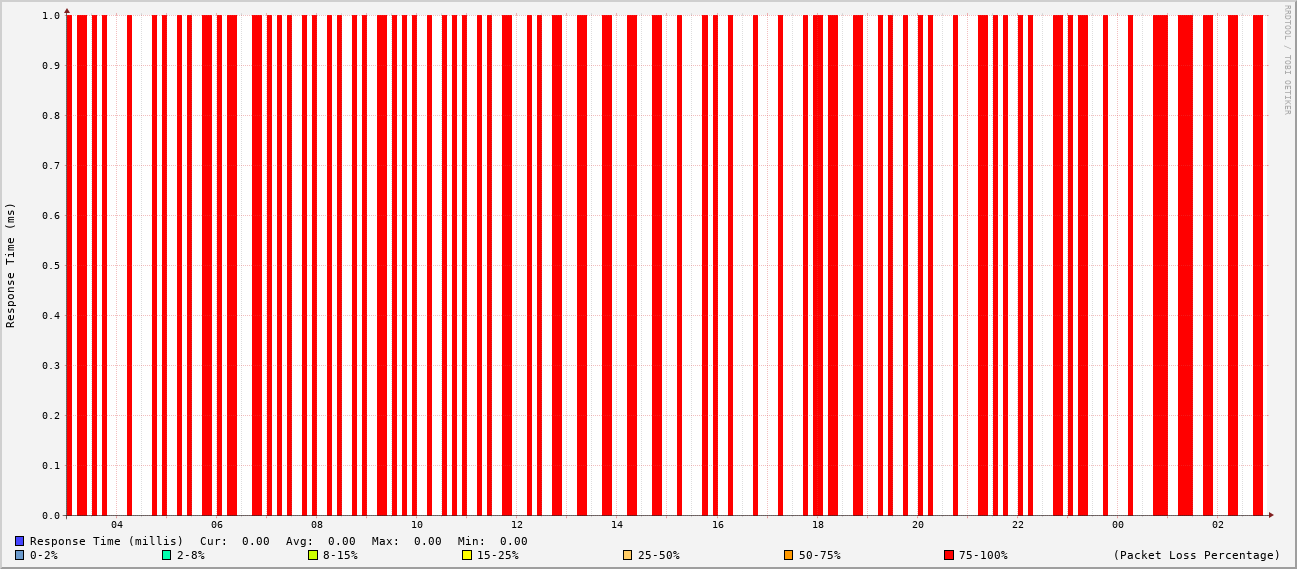 RRDTOOL / TOBI OETIKER
Response Time (ms)
1.0
0.9
0.8
0.7
0.6
0.5
0.4
0.3
0.2
0.1
0.0
04 06 08 10 12 14 16 18 20 22 00 02
Response Time (millis) Cur: 0.00 Avg: 0.00 Max: 0.00 Min: 0.00
0-2% 2-8% 8-15% 15-25% 25-50% 50-75% 75-100% (Packet Loss Percentage)